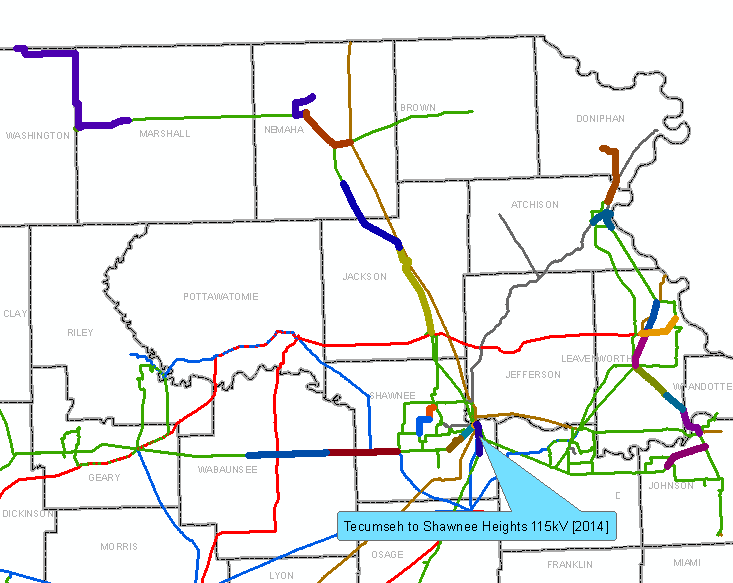 BROWN
DONIPHAN
WASHINGTON
MARSHALL
NEMAHA
ATCHISON
JACKSON
POTTAWATOMIE
CLAY
RILEY
LEAVENWORTH
JEFFERSON
WYANDOTTE
SHAWNEE
WABAUNSEE
GEARY
JOHNSON
D
DICKINSON
Tecumseh to Shawnee Heights 115kV [2014]
MORRIS
OSAGE
FRANKLIN
MIAMI
LYON